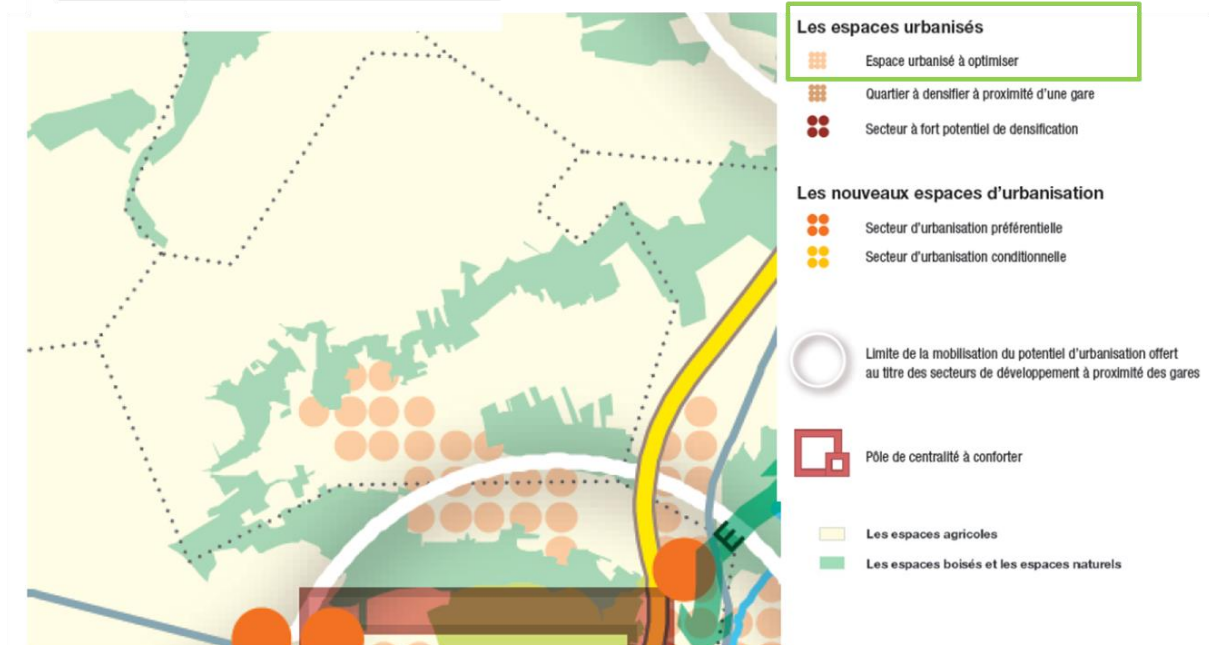 Les espaces urbanisés
Espace urbanisé à optimiser
Quartier à densifier à proximité d'une gare
Secteur à fort potentiel de densification
Les nouveaux espaces d'urbanisation
Secteur d'urbanisation préférentielle
Secteur d'urbanisation conditionnelle
Limite de la mobilisation du potentiel d'urbanisation offert
au titre des secteurs de développement à proximité des gares
Pôle de centralité à conforter
Les espaces agricoles
Les espaces boisés et les espaces naturels
E